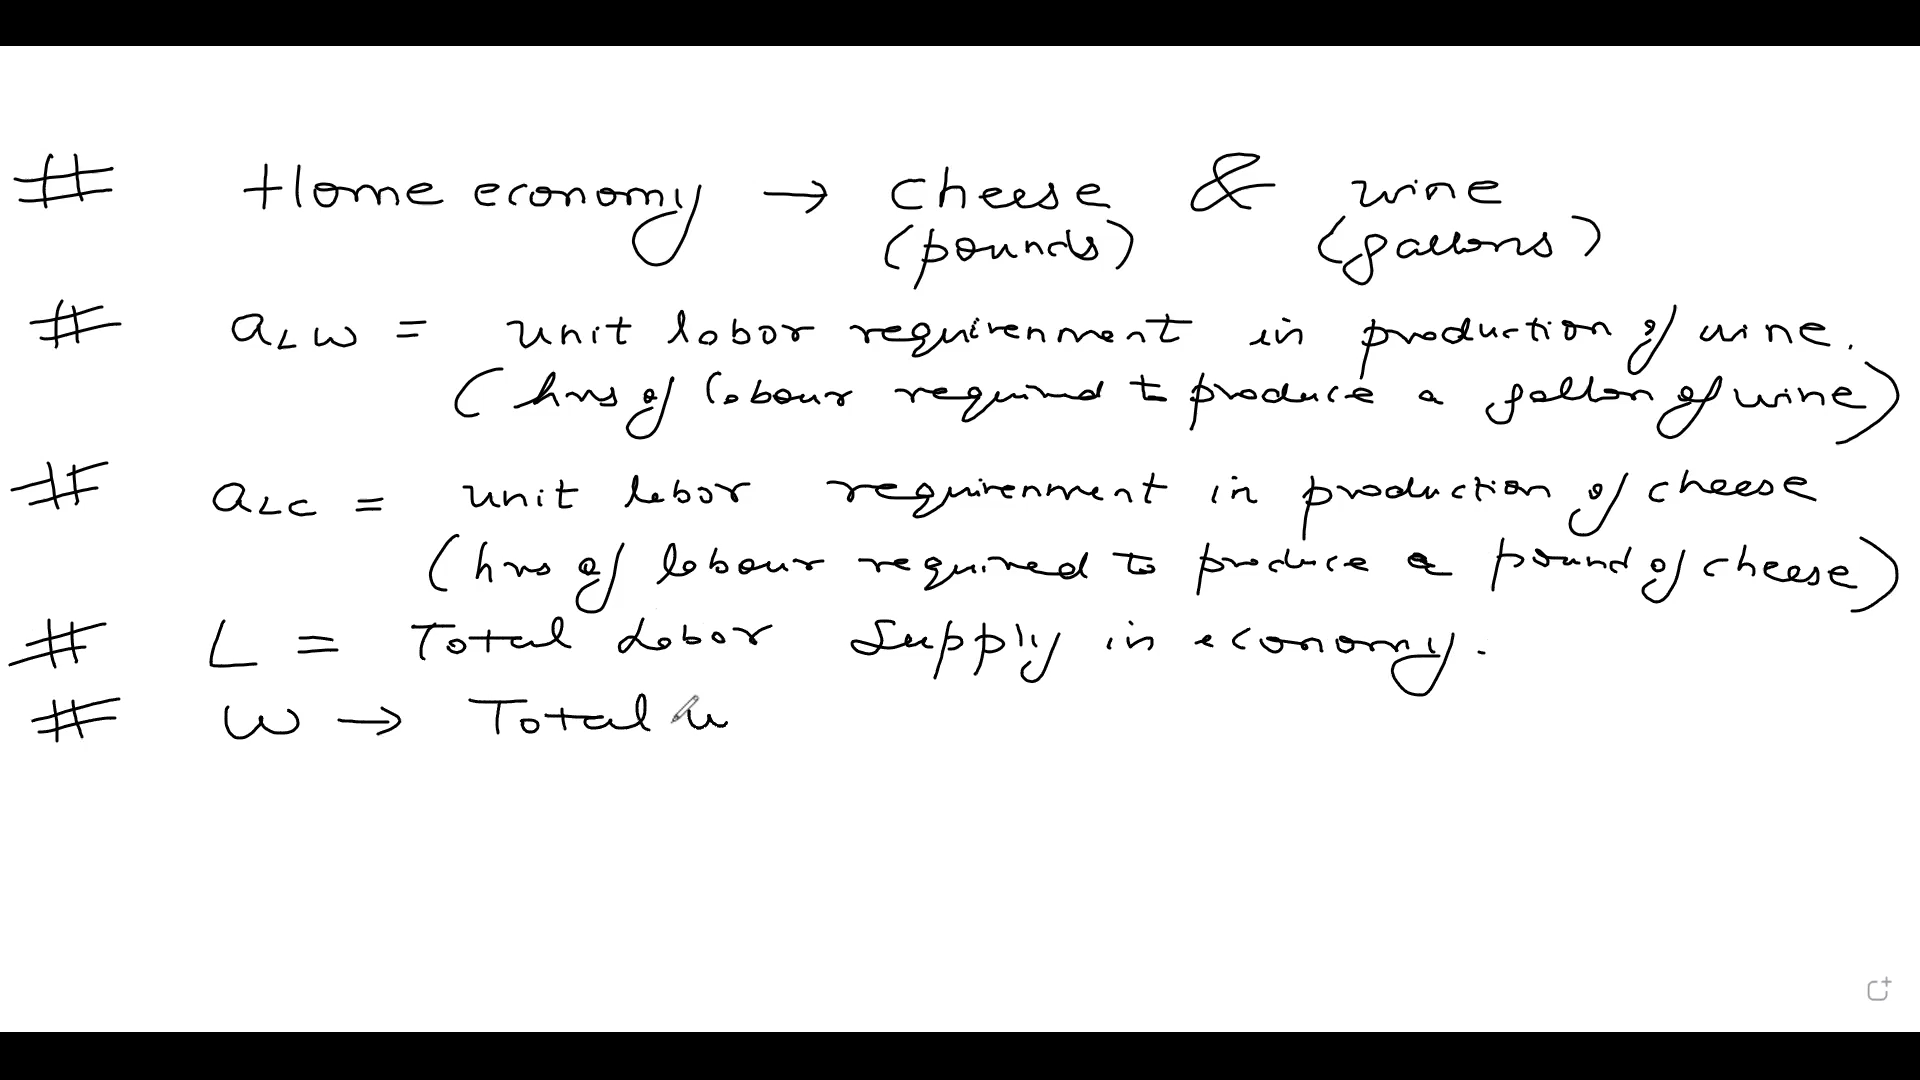 # Home economy → cheese & wine
(pounds) (gallons)
# aLW = unit labor requirenment in production of wine.
(hrs of labour required to produce a gallon of wine)
# aLC = unit labor requirenment in production of cheese
(hrs of labour required to produce a pound of cheese)
# L = Total Labor Supply in economy.
# W → Total